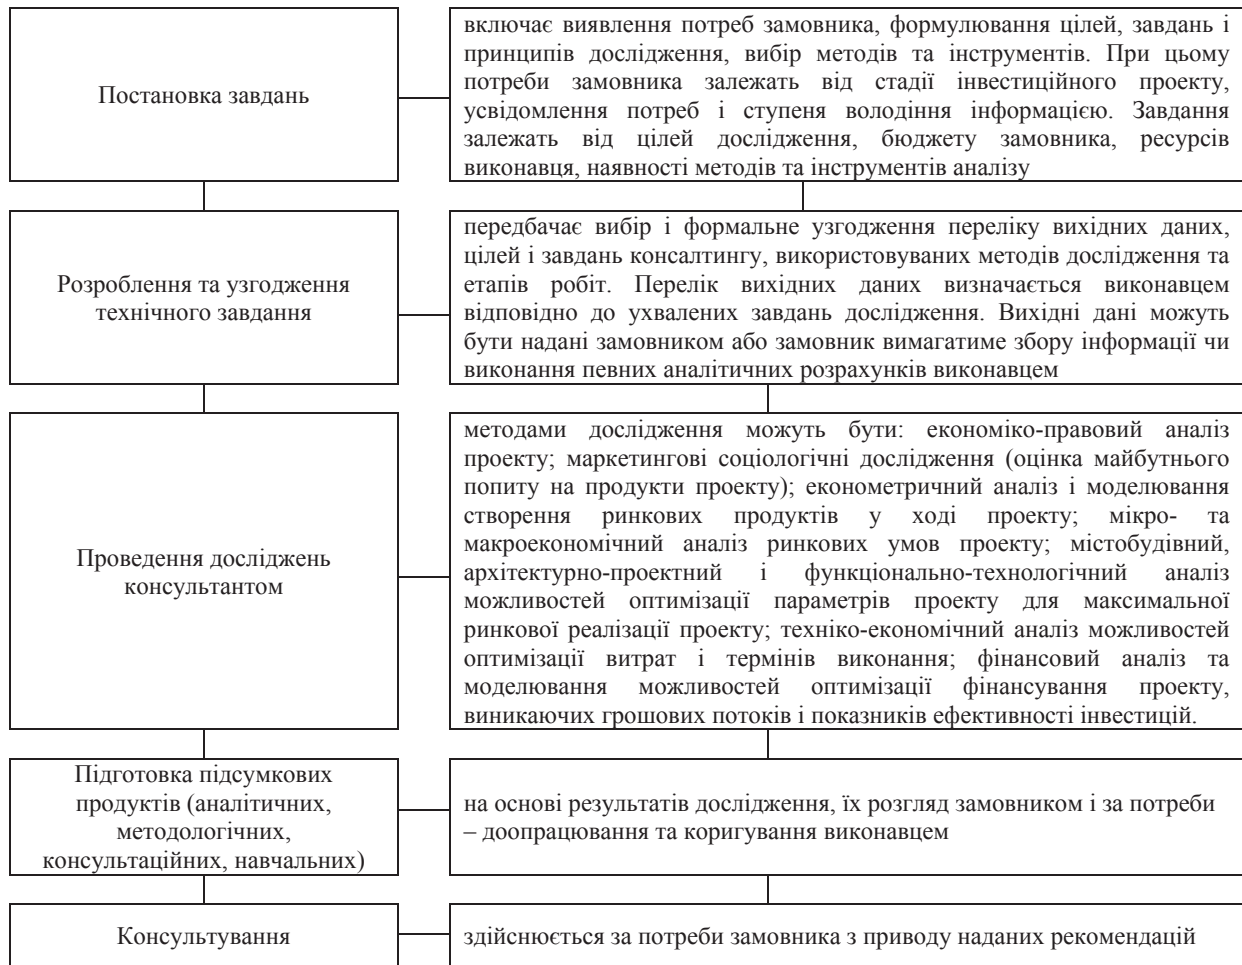 Постановка завдань
включає виявлення потреб замовника, формулювання цілей, завдань і
принципів дослідження, вибір методів та інструментів. При цьому
потреби замовника залежать від стадії інвестиційного проекту,
усвідомлення потреб і ступеня володіння інформацією. Завдання
залежать від цілей дослідження, бюджету замовника, ресурсів
виконавця, наявності методів та інструментів аналізу
Розроблення та узгодження
технічного завдання
передбачає вибір і формальне узгодження переліку вихідних даних,
цілей і завдань консалтингу, використовуваних методів дослідження та
етапів робіт. Перелік вихідних даних визначається виконавцем
відповідно до ухвалених завдань дослідження. Вихідні дані можуть
бути надані замовником або замовник вимагатиме збору інформації чи
виконання певних аналітичних розрахунків виконавцем
Проведення досліджень
консультантом
методами дослідження можуть бути: економіко-правовий аналіз
проекту; маркетингові соціологічні дослідження (оцінка майбутнього
попиту на продукти проекту); економетричний аналіз і моделювання
створення ринкових продуктів у ході проекту; мікро- та
макроекономічний аналіз ринкових умов проекту; містобудівний,
архітектурно-проектний і функціонально-технологічний аналіз
можливостей оптимізації параметрів проекту для максимальної
ринкової реалізації проекту; техніко-економічний аналіз можливостей
оптимізації витрат і термінів виконання; фінансовий аналіз та
моделювання можливостей оптимізації фінансування проекту,
виникаючих грошових потоків і показників ефективності інвестицій.
Підготовка підсумкових
продуктів (аналітичних,
методологічних,
консультаційних, навчальних)
на основі результатів дослідження, їх розгляд замовником і за потреби
– доопрацювання та коригування виконавцем
Консультування
здійснюється за потреби замовника з приводу наданих рекомендацій